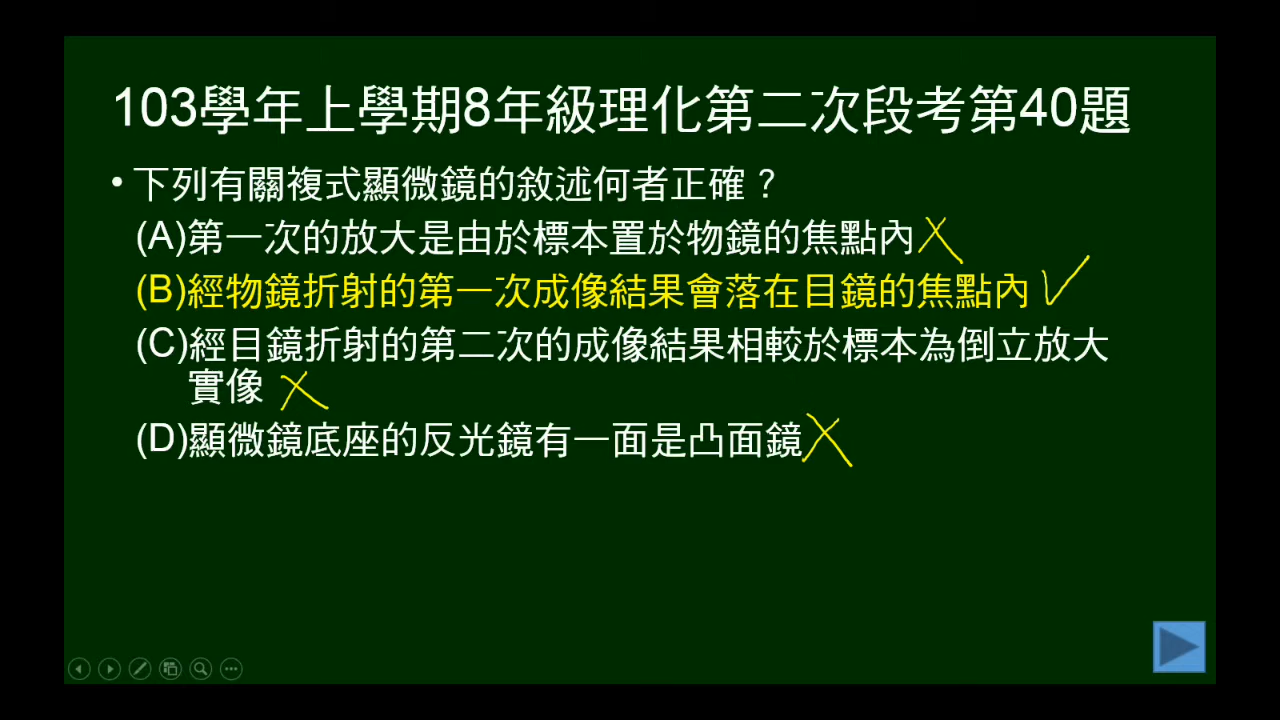 103學年上學期8年級理化第二次段考第40題
• 下列有關複式顯微鏡的敘述何者正確？
(A)第一次的放大是由於標本置於物鏡的焦點內
(B)經物鏡折射的第一次成像結果會落在目鏡的焦點內
(C)經目鏡折射的第二次的成像結果相較於標本為倒立放大
實像
(D)顯微鏡底座的反光鏡有一面是凸面鏡